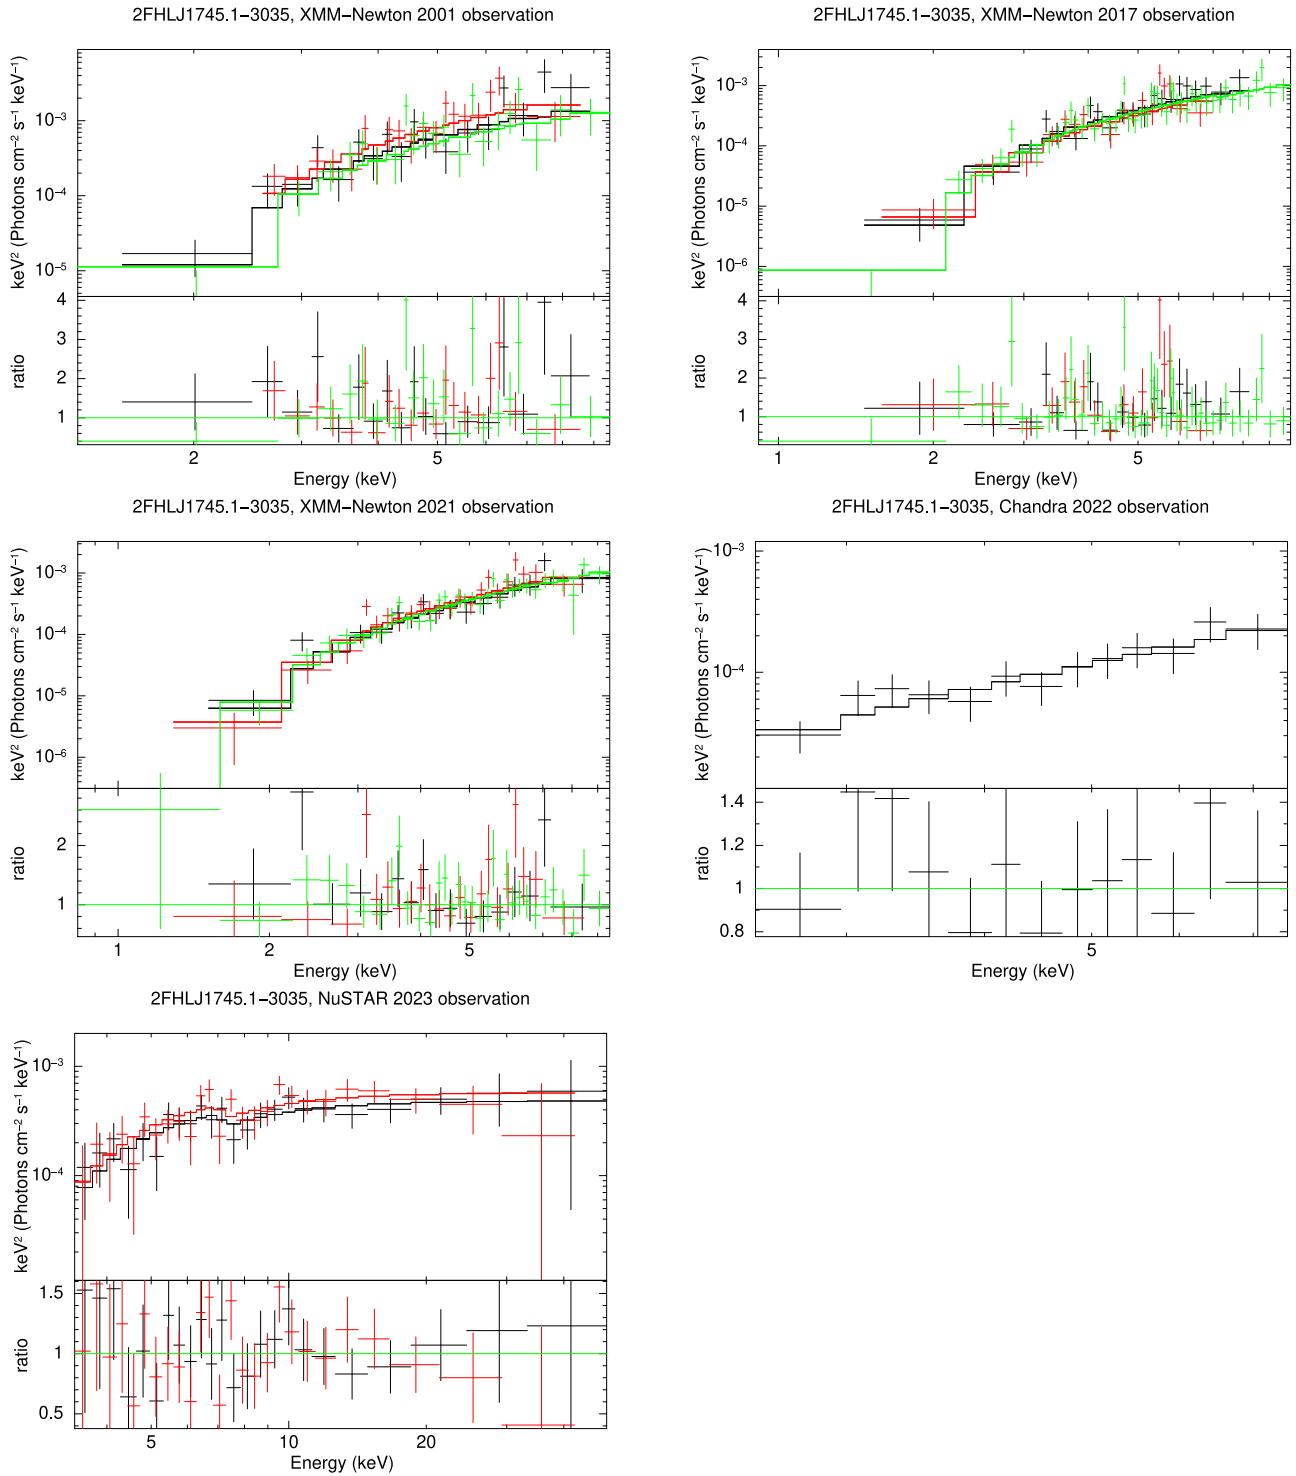 2FHLJ1745.1−3035, XMM−Newton 2001 observation
keV² (Photons cm⁻² s⁻¹ keV⁻¹)
10⁻³
10⁻⁴
10⁻⁵
ratio
4
3
2
1
2
5
Energy (keV)
2FHLJ1745.1−3035, XMM−Newton 2017 observation
keV² (Photons cm⁻² s⁻¹ keV⁻¹)
10⁻³
10⁻⁴
10⁻⁵
10⁻⁶
ratio
4
3
2
1
1
2
5
Energy (keV)
2FHLJ1745.1−3035, XMM−Newton 2021 observation
keV² (Photons cm⁻² s⁻¹ keV⁻¹)
10⁻³
10⁻⁴
10⁻⁵
10⁻⁶
ratio
2
1
1
2
5
Energy (keV)
2FHLJ1745.1−3035, Chandra 2022 observation
keV² (Photons cm⁻² s⁻¹ keV⁻¹)
10⁻³
10⁻⁴
ratio
1.4
1.2
1
0.8
5
Energy (keV)
2FHLJ1745.1−3035, NuSTAR 2023 observation
keV² (Photons cm⁻² s⁻¹ keV⁻¹)
10⁻³
10⁻⁴
ratio
1.5
1
0.5
5
10
20
Energy (keV)